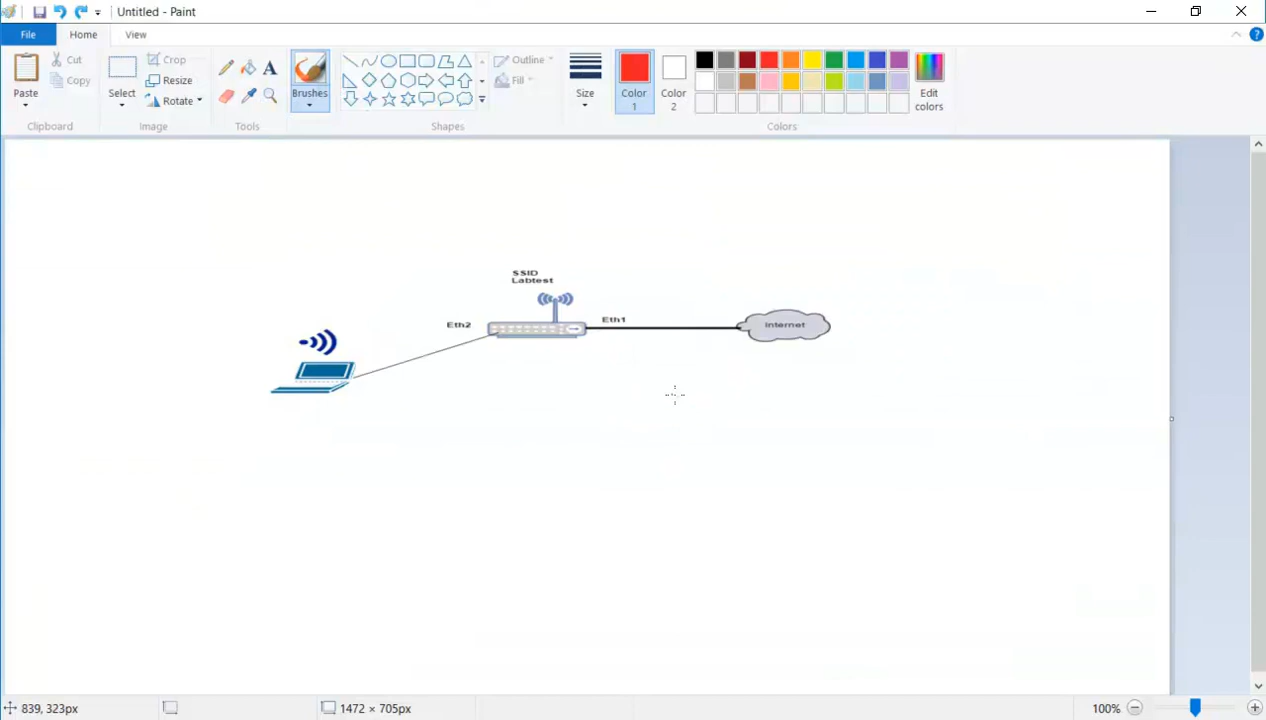 Untitled - Paint
File
Home
View
Paste
Cut
Copy
Clipboard
Select
Crop
Resize
Rotate
Image
A
Tools
Brushes
Outline
Fill
Shapes
Size
Color
1
Color
2
Edit
colors
Colors
SSID
Labtest
Eth2
Eth1
Internet
839, 323px
1472 × 705px
100%